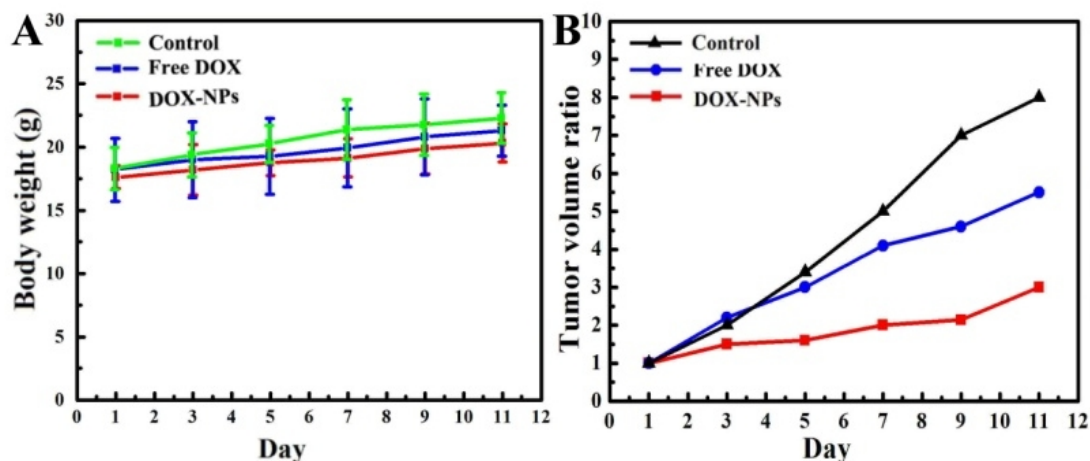 A
Control
Free DOX
DOX-NPs
Body weight (g)
30
25
20
15
10
5
0
0 1 2 3 4 5 6 7 8 9 10 11 12
Day
B
Control
Free DOX
DOX-NPs
Tumor volume ratio
10
9
8
7
6
5
4
3
2
1
0
0 1 2 3 4 5 6 7 8 9 10 11 12
Day